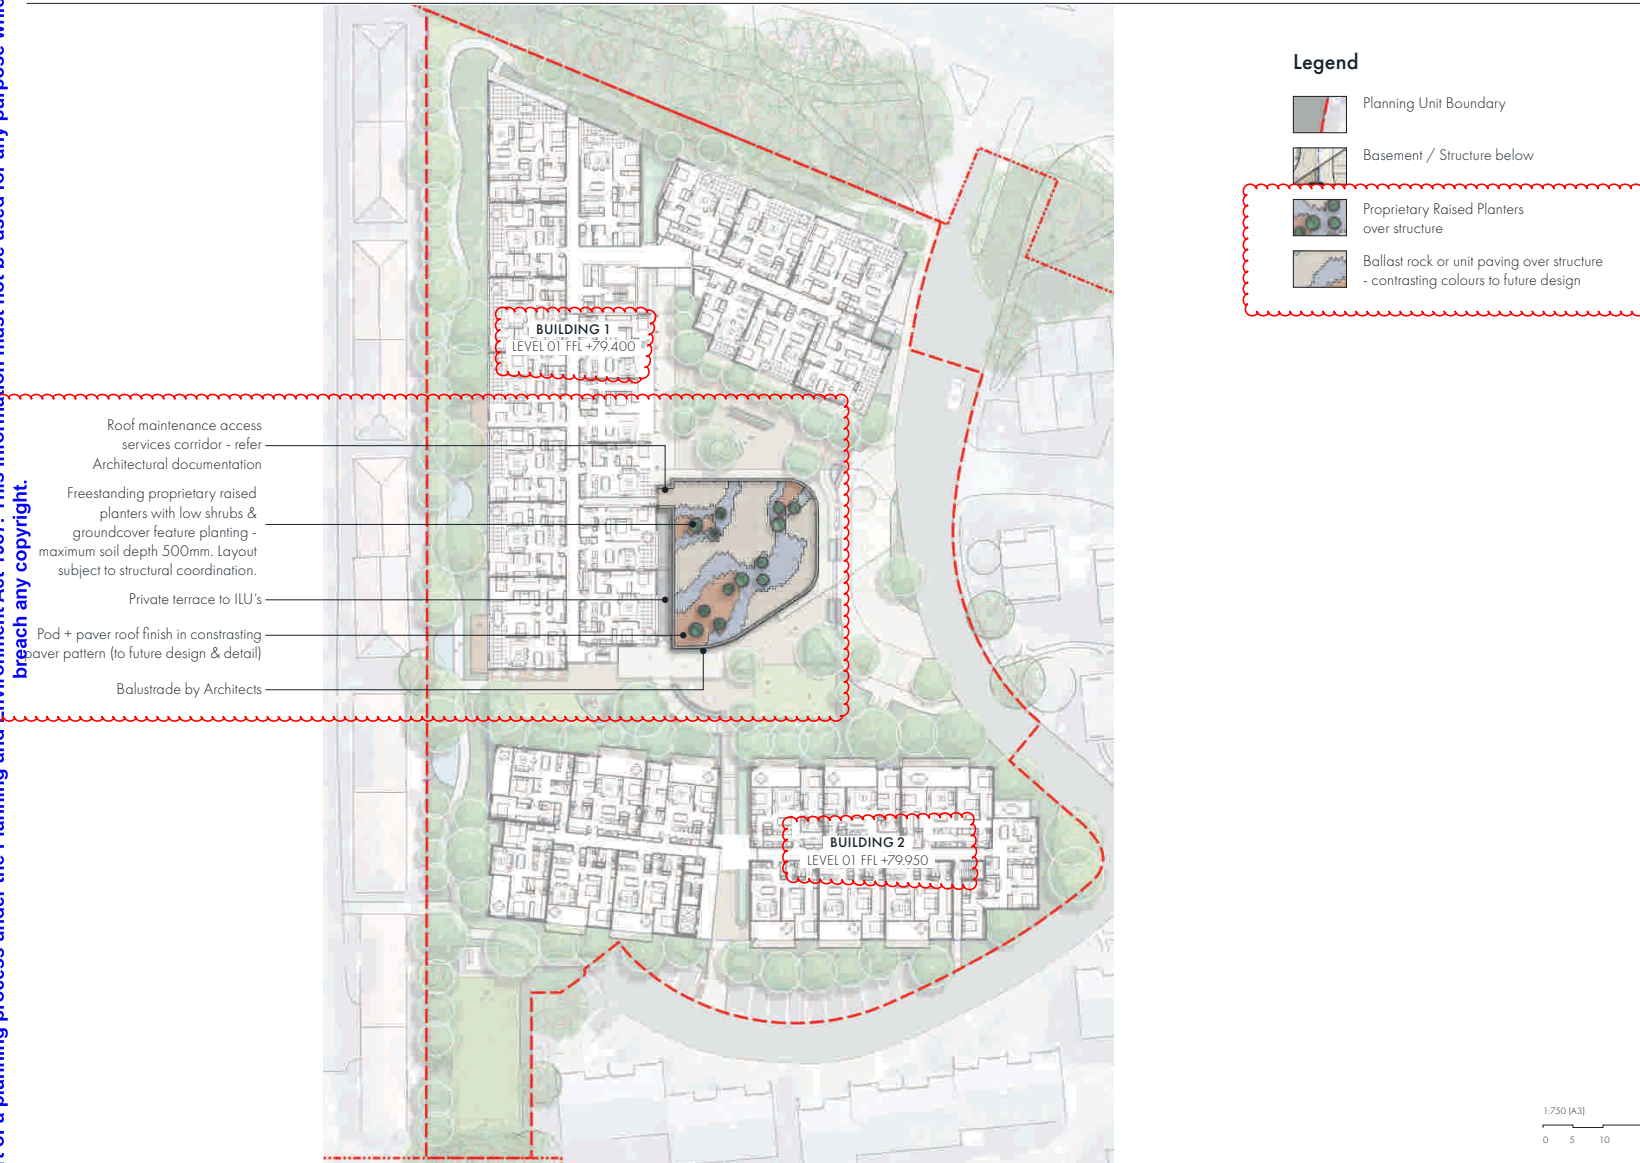 breach any copyright.
Legend
Planning Unit Boundary
Basement / Structure below
Proprietary Raised Planters
over structure
Ballast rock or unit paving over structure
- contrasting colours to future design
BUILDING 1
LEVEL 01 FFL +79.400
Roof maintenance access
services corridor - refer
Architectural documentation
Freestanding proprietary raised
planters with low shrubs &
groundcover feature planting -
maximum soil depth 500mm. Layout
subject to structural coordination.
Private terrace to ILU's
Pod + paver roof finish in constrasting
paver pattern (to future design & detail)
Balustrade by Architects
BUILDING 2
LEVEL 01 FFL +79.950
1:750 (A3)
0 5 10